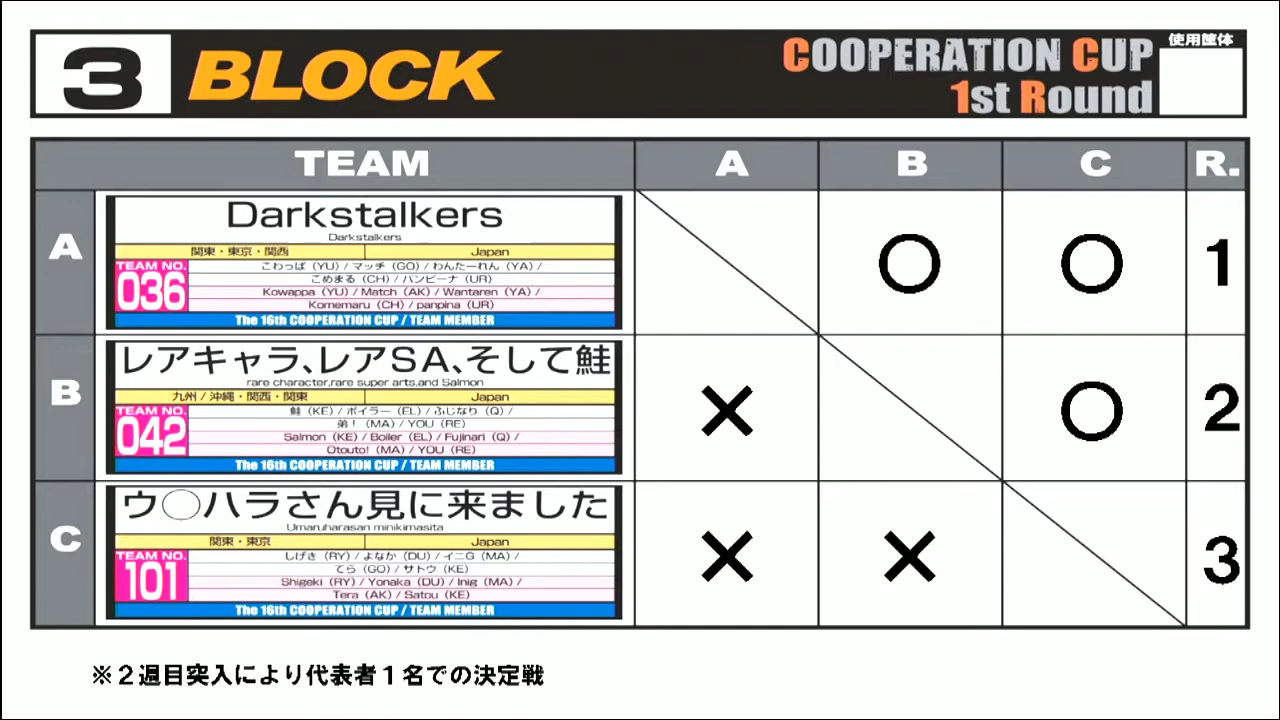 3 BLOCK
COOPERATION CUP
1st Round
使用筐体
TEAM A B C R.
A
Darkstalkers
Darkstalkers
関東・東京・関西 Japan
TEAM NO.
036
こわっぱ (YU) / マッチ (GO) / わんたーれん (YA) /
こめまる (CH) / パンピーナ (UR)
Kowappa (YU) / Match (AK) / Wantaren (YA) /
Komemaru (CH) / panpina (UR)
The 16th COOPERATION CUP / TEAM MEMBER
○ ○ 1
B
レアキャラ、レアSA、そして鮭
rare character,rare super arts,and Salmon
九州 / 沖縄・関西・関東 Japan
TEAM NO.
042
鮭 (KE) / ボイラー (EL) / ふじなり (Q) /
弟! (MA) / YOU (RE)
Salmon (KE) / Boiler (EL) / Fujinari (Q) /
Otouto! (MA) / YOU (RE)
The 16th COOPERATION CUP / TEAM MEMBER
× ○ 2
C
ウ○ハラさん見に来ました
Umaruharasan minikimasita
関東・東京 Japan
TEAM NO.
101
しげき (RY) / よなか (DU) / イニG (MA) /
てら (GO) / サトウ (KE)
Shigeki (RY) / Yonaka (DU) / Inig (MA) /
Tera (AK) / Satou (KE)
The 16th COOPERATION CUP / TEAM MEMBER
× × 3
※２週目突入により代表者１名での決定戦